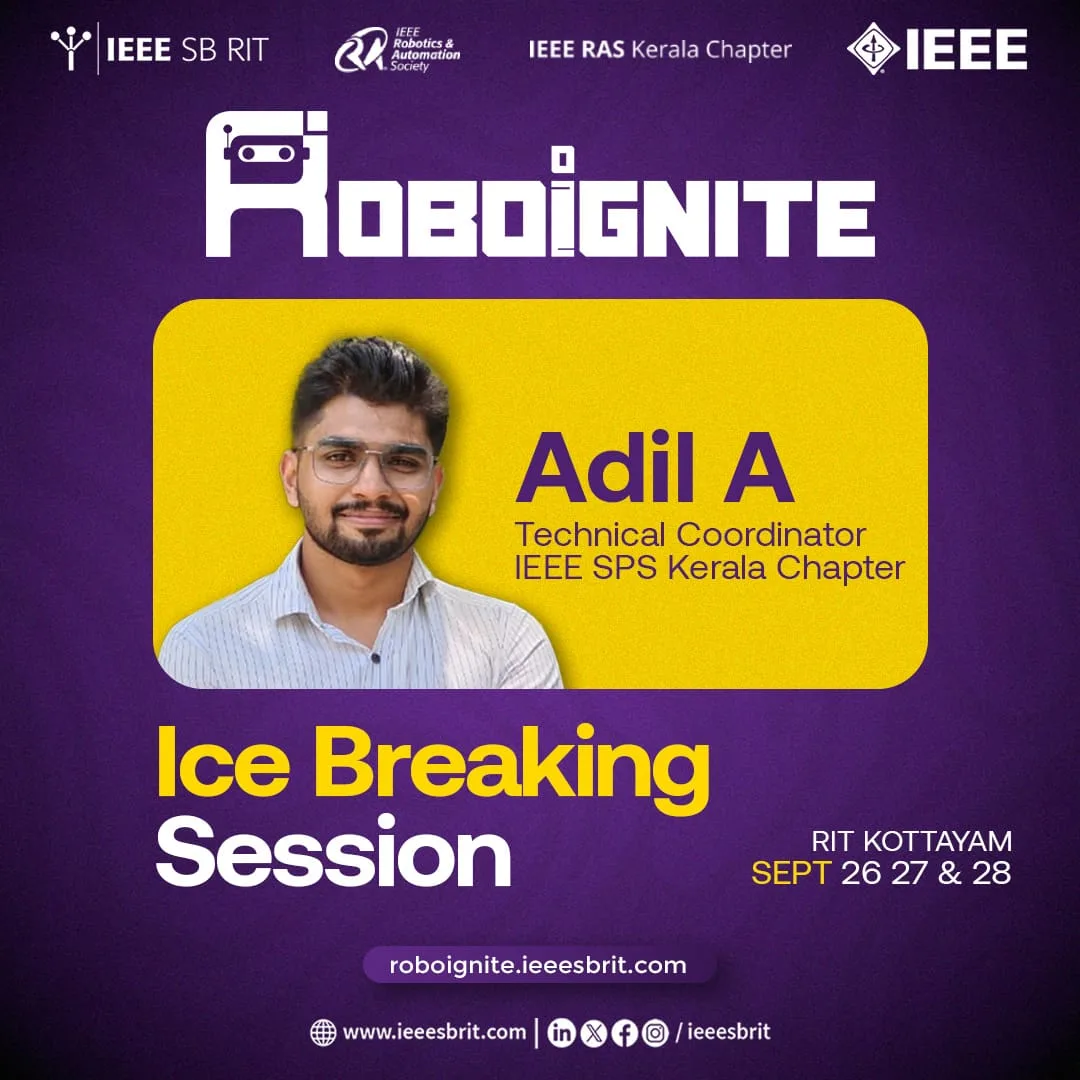 IEEE SB RIT
IEEE
Robotics &
Automation
Society
IEEE RAS Kerala Chapter
IEEE
ROBOIGNITE
Adil A
Technical Coordinator
IEEE SPS Kerala Chapter
Ice Breaking
Session
RIT KOTTAYAM
SEPT 26 27 & 28
roboignite.ieeesbrit.com
www.ieeesbrit.com | in X f /ieeesbrit